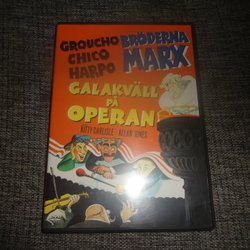 GROUCHO
CHICO
HARPO
BRÖDERNA
MARX
GALAKVÄLL
PÅ
OPERAN
KITTY CARLISLE · ALLAN JONES